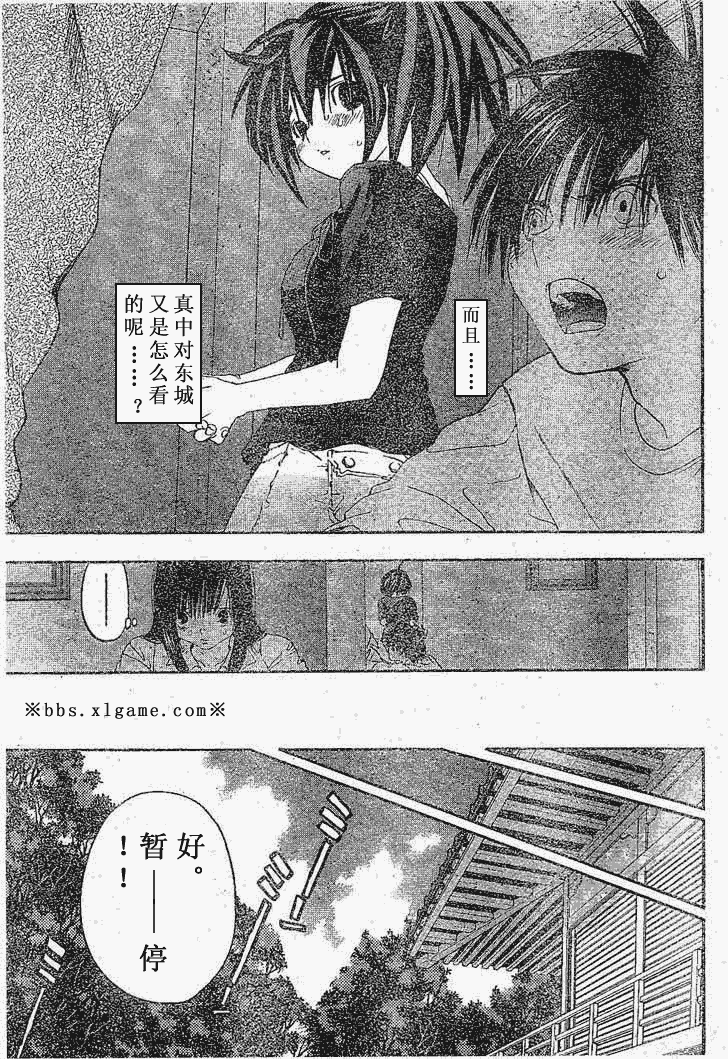 而且……
真中对东城
又是怎么看
的呢……？
——
※bbs.xlgame.com※
好。
暂——停
！！